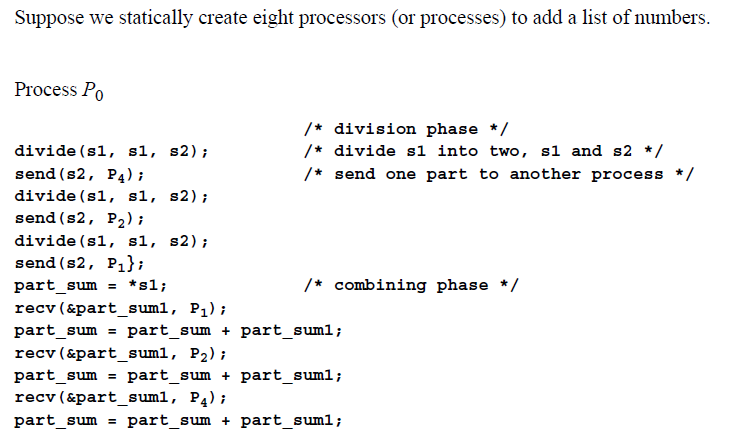 Suppose we statically create eight processors (or processes) to add a list of numbers.
Process P0
/* division phase */
divide(s1, s1, s2); /* divide s1 into two, s1 and s2 */
send(s2, P4); /* send one part to another process */
divide(s1, s1, s2);
send(s2, P2);
divide(s1, s1, s2);
send(s2, P1};
part_sum = *s1; /* combining phase */
recv(&part_sum1, P1);
part_sum = part_sum + part_sum1;
recv(&part_sum1, P2);
part_sum = part_sum + part_sum1;
recv(&part_sum1, P4);
part_sum = part_sum + part_sum1;